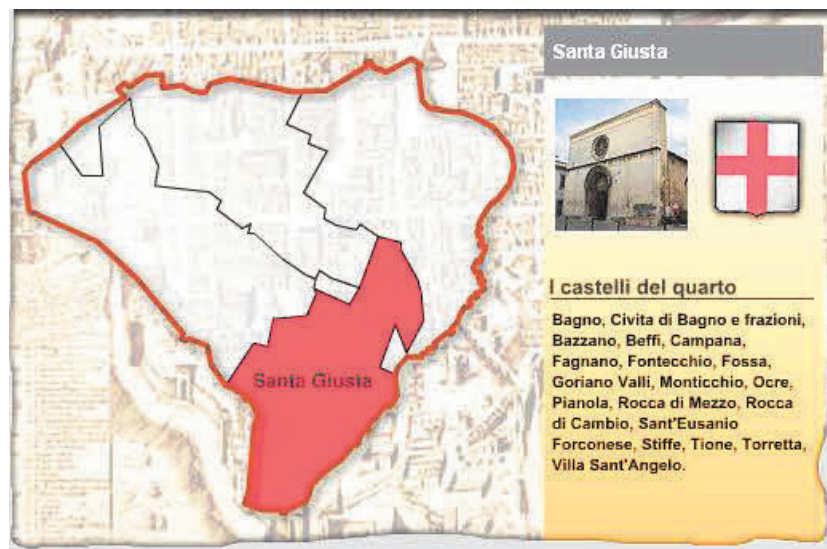 Santa Giusta
Santa Giusta
I castelli del quarto
Bagno, Civita di Bagno e frazioni,
Bazzano, Beffi, Campana,
Fagnano, Fontecchio, Fossa,
Goriano Valli, Monticchio, Ocre,
Pianola, Rocca di Mezzo, Rocca
di Cambio, Sant'Eusanio
Forconese, Stiffe, Tione, Torretta,
Villa Sant'Angelo.